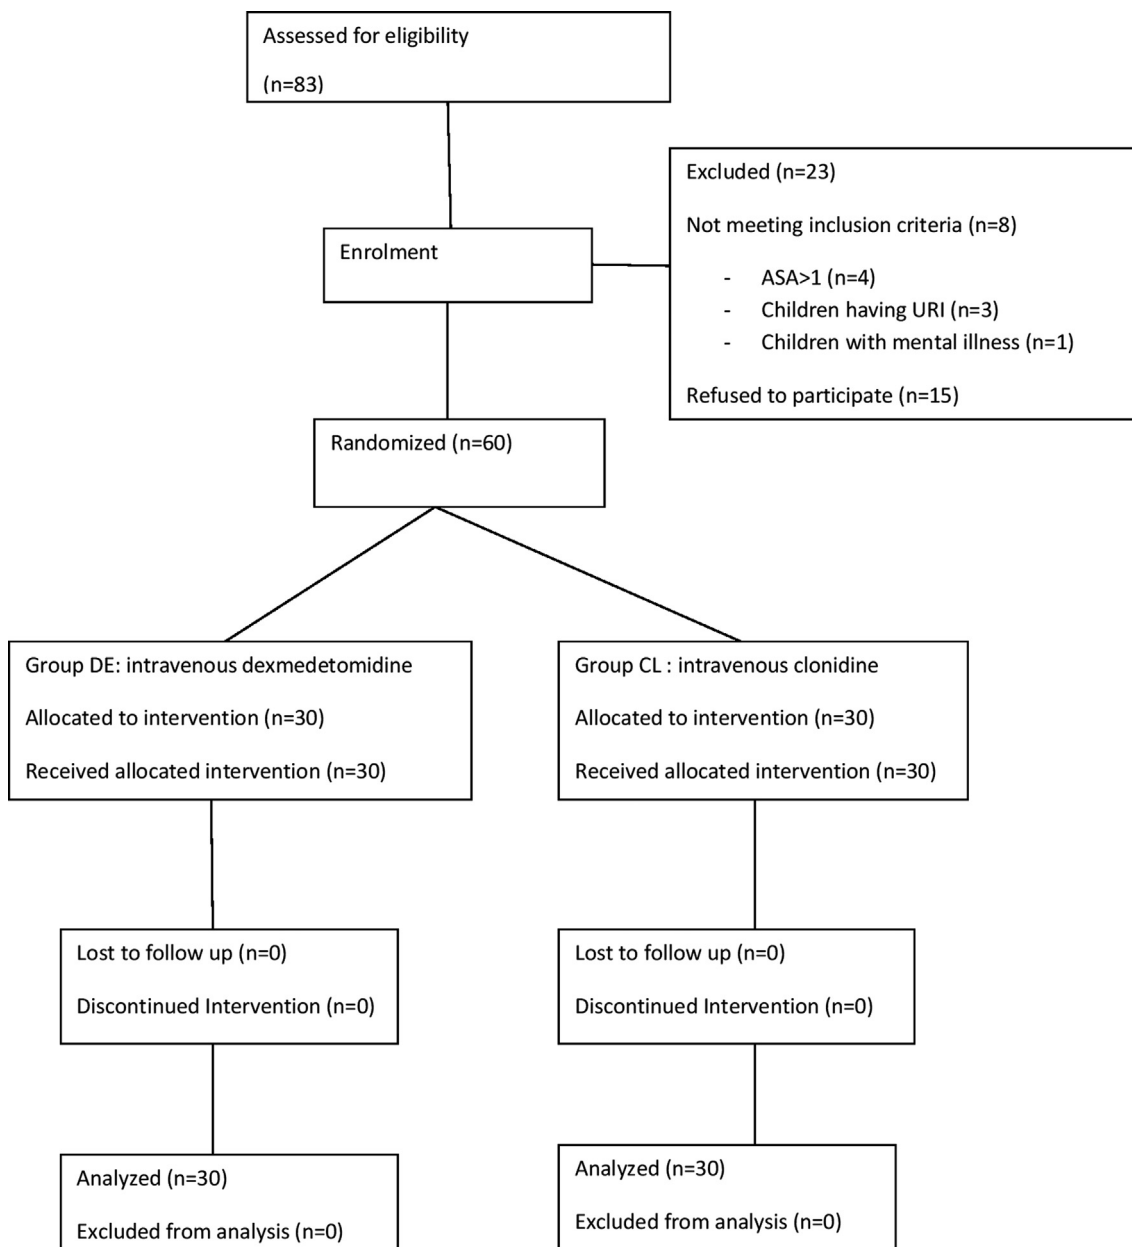 Assessed for eligibility
(n=83)
Excluded (n=23)
Not meeting inclusion criteria (n=8)
- ASA>1 (n=4)
- Children having URI (n=3)
- Children with mental illness (n=1)
Refused to participate (n=15)
Enrolment
Randomized (n=60)
Group DE: intravenous dexmedetomidine
Allocated to intervention (n=30)
Received allocated intervention (n=30)
Group CL : intravenous clonidine
Allocated to intervention (n=30)
Received allocated intervention (n=30)
Lost to follow up (n=0)
Discontinued Intervention (n=0)
Lost to follow up (n=0)
Discontinued Intervention (n=0)
Analyzed (n=30)
Excluded from analysis (n=0)
Analyzed (n=30)
Excluded from analysis (n=0)